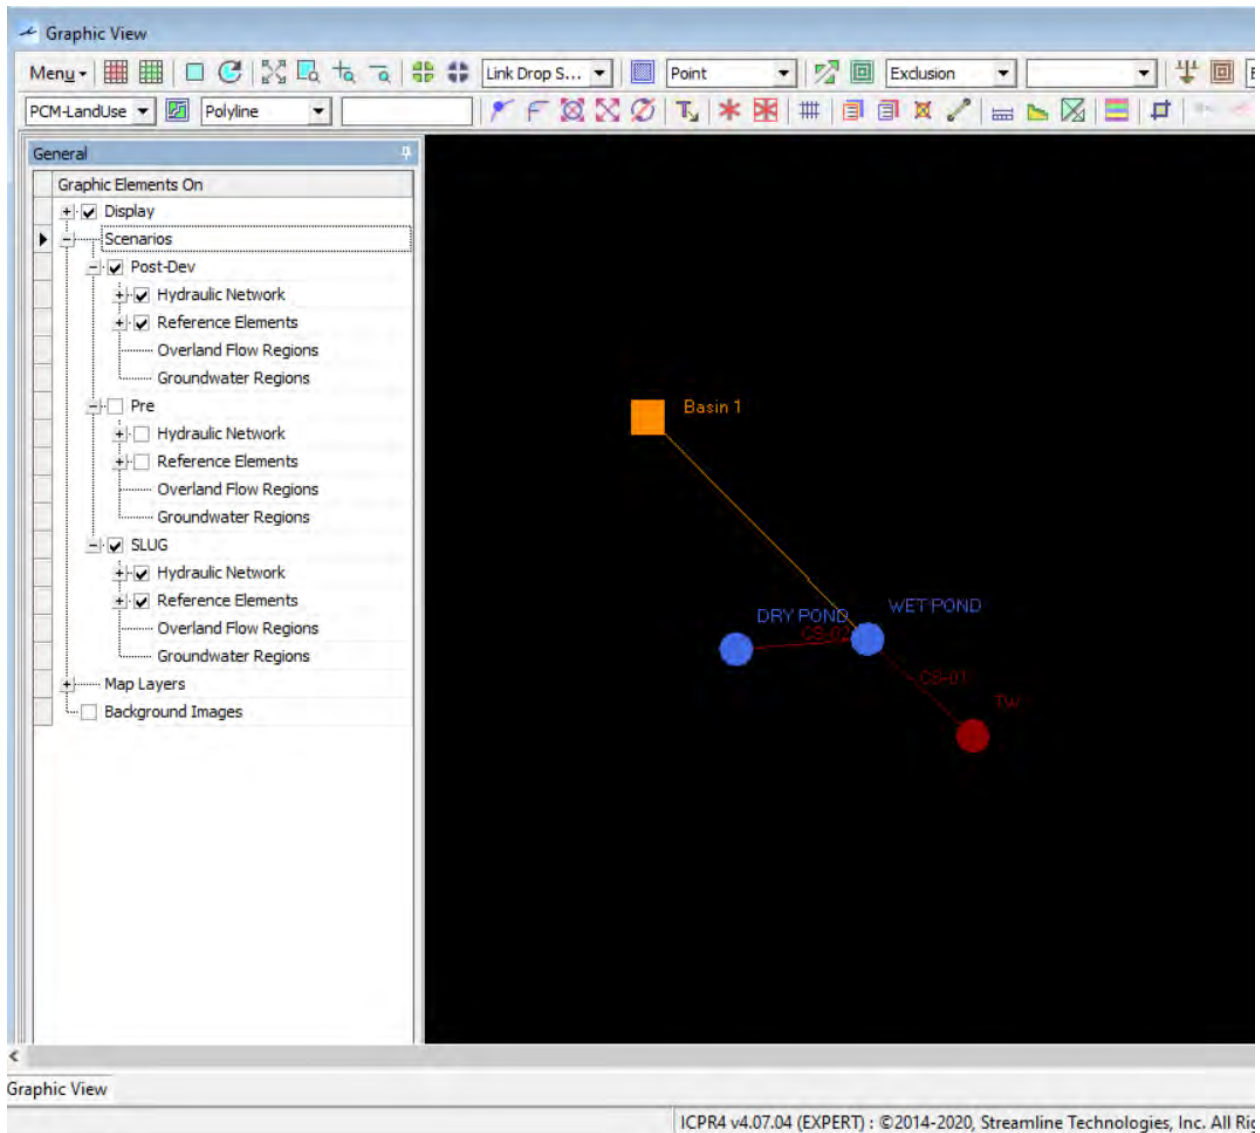 Graphic View
Menu Link Drop S... Point Exclusion
PCM-LandUse Polyline
General
Graphic Elements On
Display
Scenarios
Post-Dev
Hydraulic Network
Reference Elements
Overland Flow Regions
Groundwater Regions
Pre
Hydraulic Network
Reference Elements
Overland Flow Regions
Groundwater Regions
SLUG
Hydraulic Network
Reference Elements
Overland Flow Regions
Groundwater Regions
Map Layers
Background Images
Basin 1
DRY POND
WET POND
CS-02
CS-01
TW
Graphic View
ICPR4 v4.07.04 (EXPERT) : ©2014-2020, Streamline Technologies, Inc. All Rig